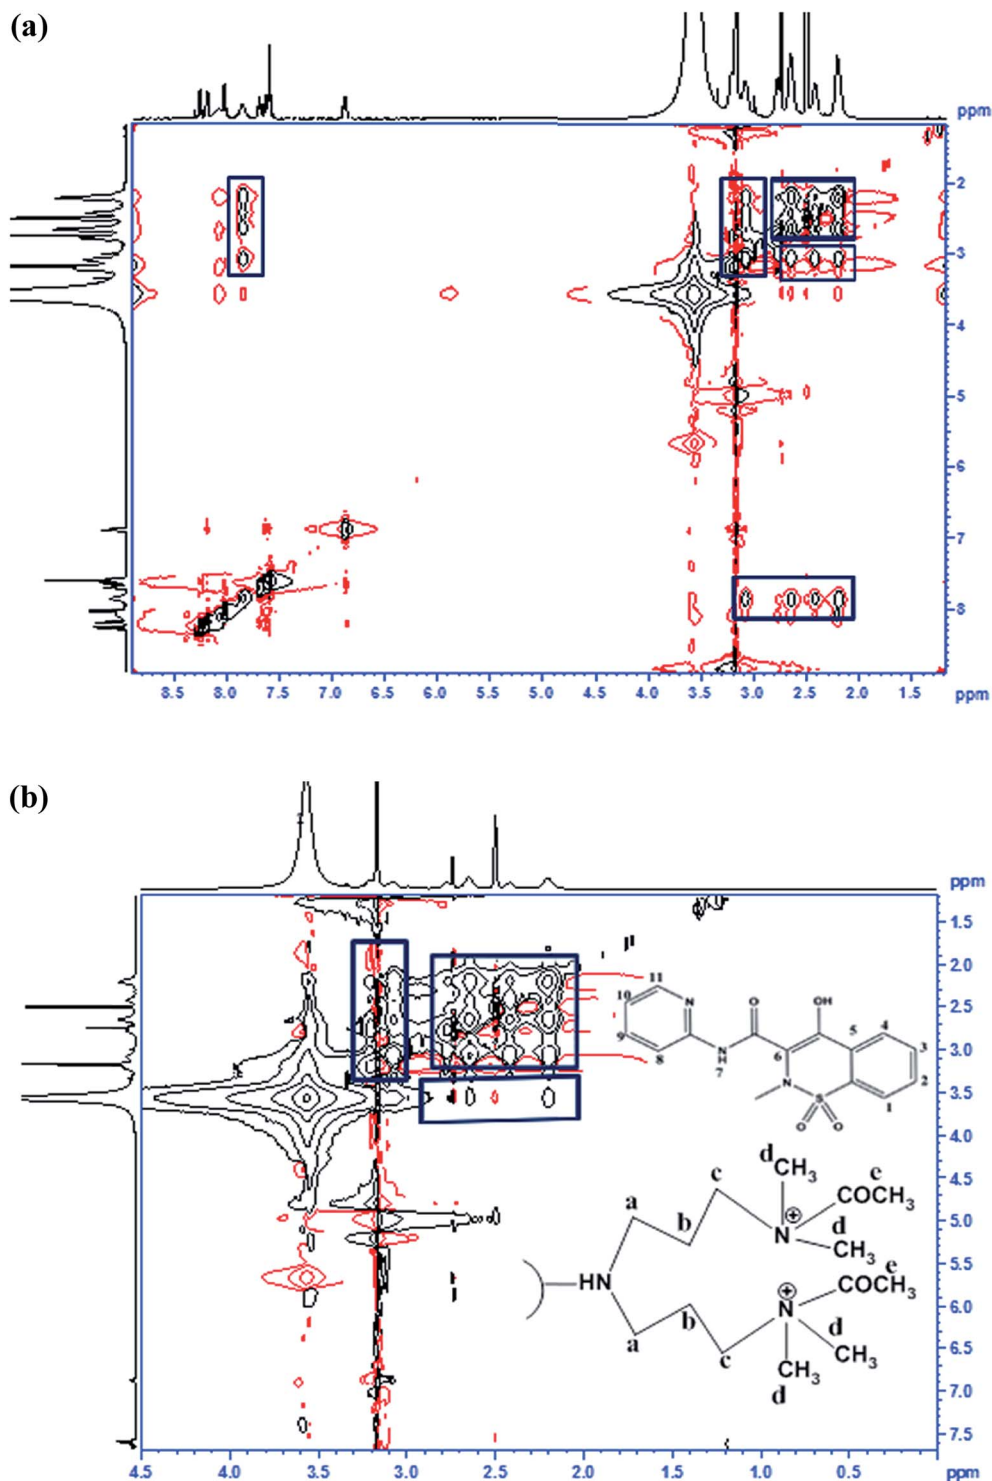 (a)
ppm
2
3
4
5
6
7
8
8.5 8.0 7.5 7.0 6.5 6.0 5.5 5.0 4.5 4.0 3.5 3.0 2.5 2.0 1.5 ppm
(b)
ppm
1.5
2.0
2.5
3.0
3.5
4.0
4.5
5.0
5.5
6.0
6.5
7.0
7.5
11
10
N
O
OH
9
8
N
H
7
6
5
4
3
2
1
N
S
O
O
d
CH3
c
e
COCH3
a
b
N
⊕
d
CH3
e
HN
⊕
COCH3
N
b
d
a
c
CH3
CH3
d
4.5 4.0 3.5 3.0 2.5 2.0 1.5 1.0 0.5 ppm